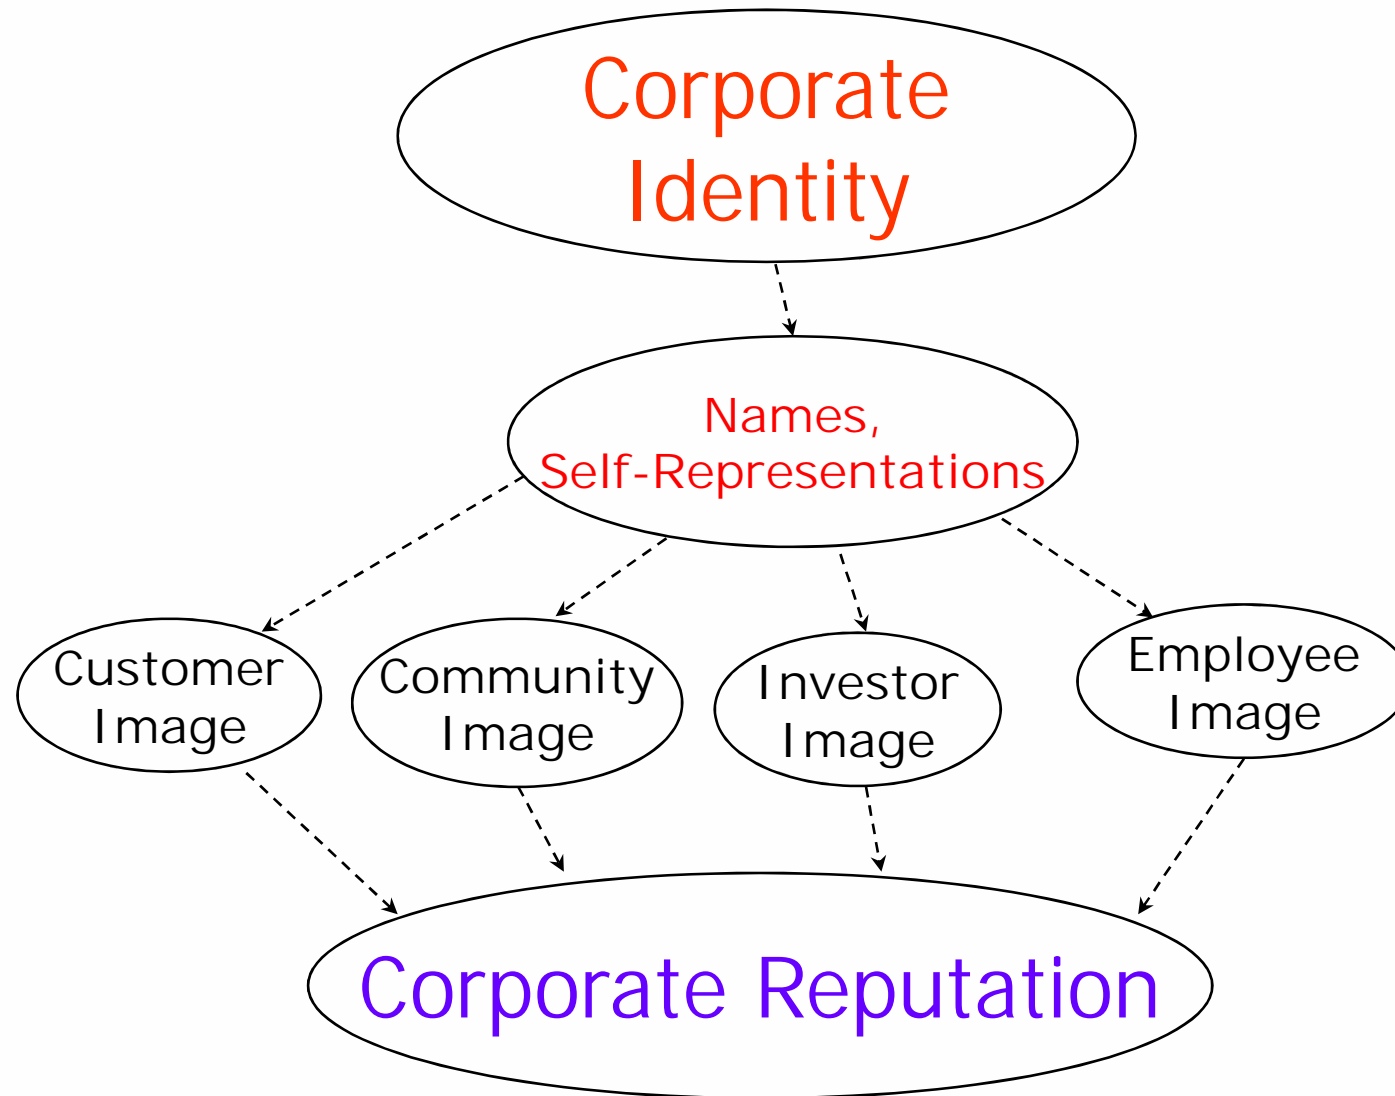 Corporate
Identity
Names,
Self-Representations
Customer
Image
Community
Image
Investor
Image
Employee
Image
Corporate Reputation